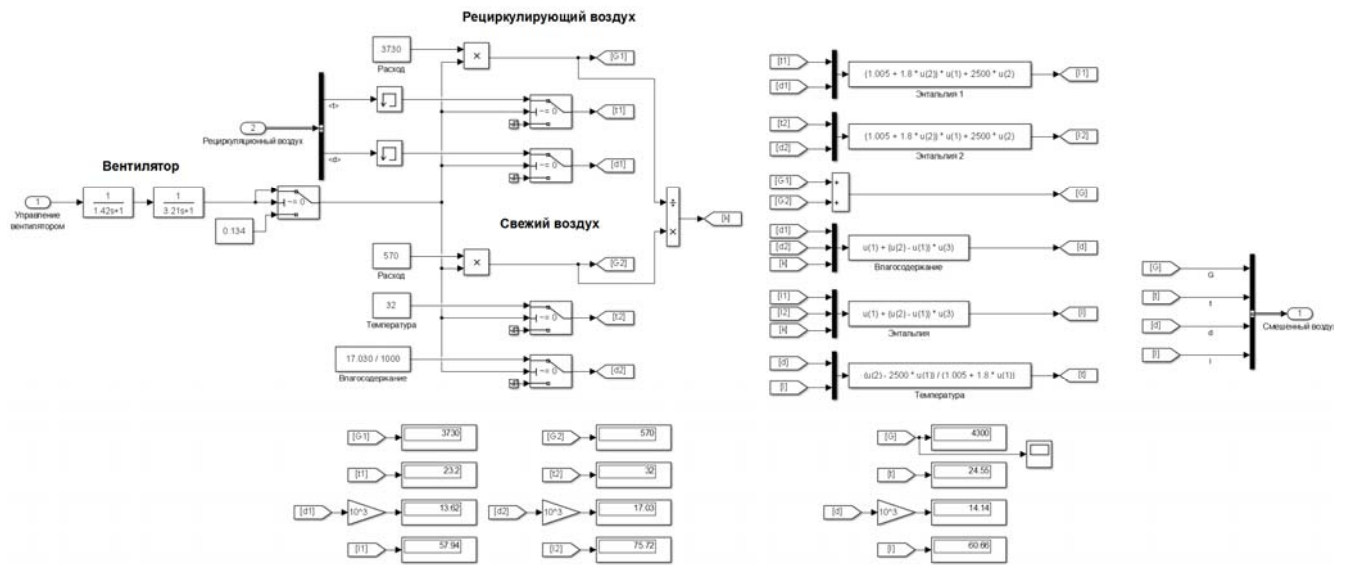 Рециркулирующий воздух
3730
Расход
×
[G1]
<t>
~= 0
[t1]
2
Рециркуляционный воздух
<d>
~= 0
[d1]
Вентилятор
1
Управление
вентилятором
1
1.42s+1
1
3.21s+1
~= 0
0.134
÷
×
[k]
Свежий воздух
570
Расход
×
[G2]
32
Температура
~= 0
[t2]
17.030 / 1000
Влагосодержание
~= 0
[d2]
[t1]
[d1]
(1.005 + 1.8 * u(2)) * u(1) + 2500 * u(2)
Энтальпия 1
[I1]
[t2]
[d2]
(1.005 + 1.8 * u(2)) * u(1) + 2500 * u(2)
Энтальпия 2
[I2]
[G1]
[G2]
+
+
[G]
[d1]
[d2]
[k]
u(1) + (u(2) - u(1)) * u(3)
Влагосодержание
[d]
[I1]
[I2]
[k]
u(1) + (u(2) - u(1)) * u(3)
Энтальпия
[I]
[d]
[I]
(u(2) - 2500 * u(1)) / (1.005 + 1.8 * u(1))
Температура
[t]
[G]
G
[t]
t
[d]
d
[I]
I
1
Смешенный воздух
[G1]
3730
[G2]
570
[G]
4300
[t1]
23.2
[t2]
32
[t]
24.55
[d1]
10^3
13.62
[d2]
10^3
17.03
[d]
10^3
14.14
[I1]
57.94
[I2]
75.72
[I]
60.66